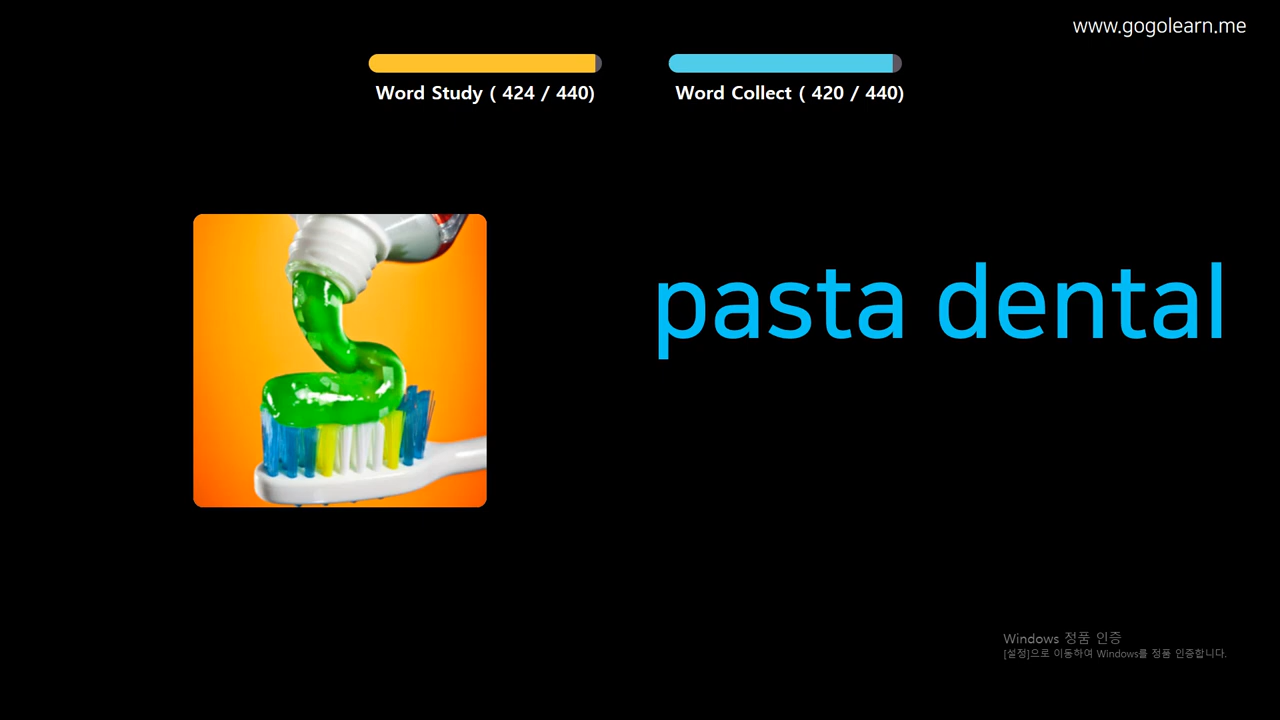 www.gogolearn.me
Word Study ( 424 / 440)
Word Collect ( 420 / 440)
pasta dental
Windows 정품 인증
[설정]으로 이동하여 Windows를 정품 인증합니다.